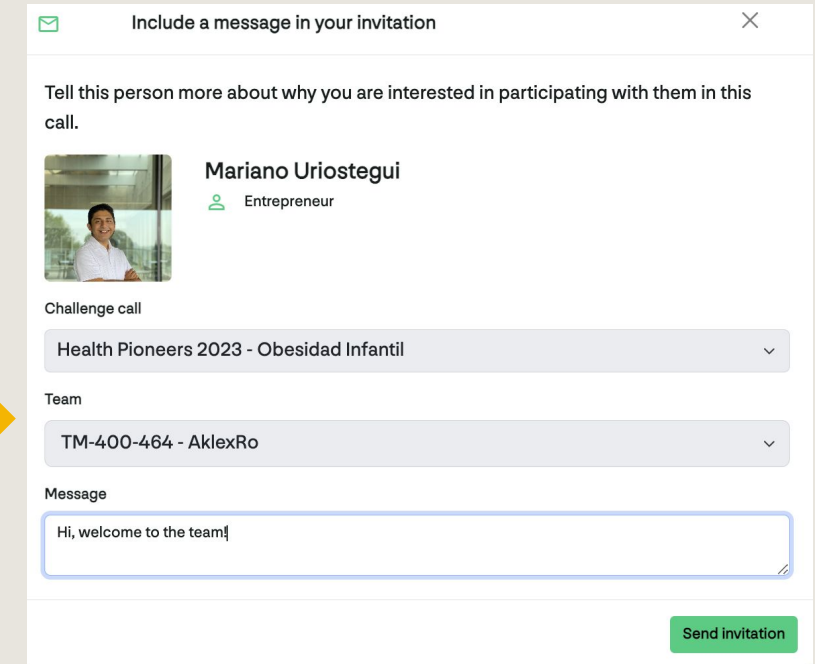 Include a message in your invitation
Tell this person more about why you are interested in participating with them in this
call.
Mariano Uriostegui
Entrepreneur
Challenge call
Health Pioneers 2023 - Obesidad Infantil
Team
TM-400-464 - AklexRo
Message
Hi, welcome to the team!
Send invitation